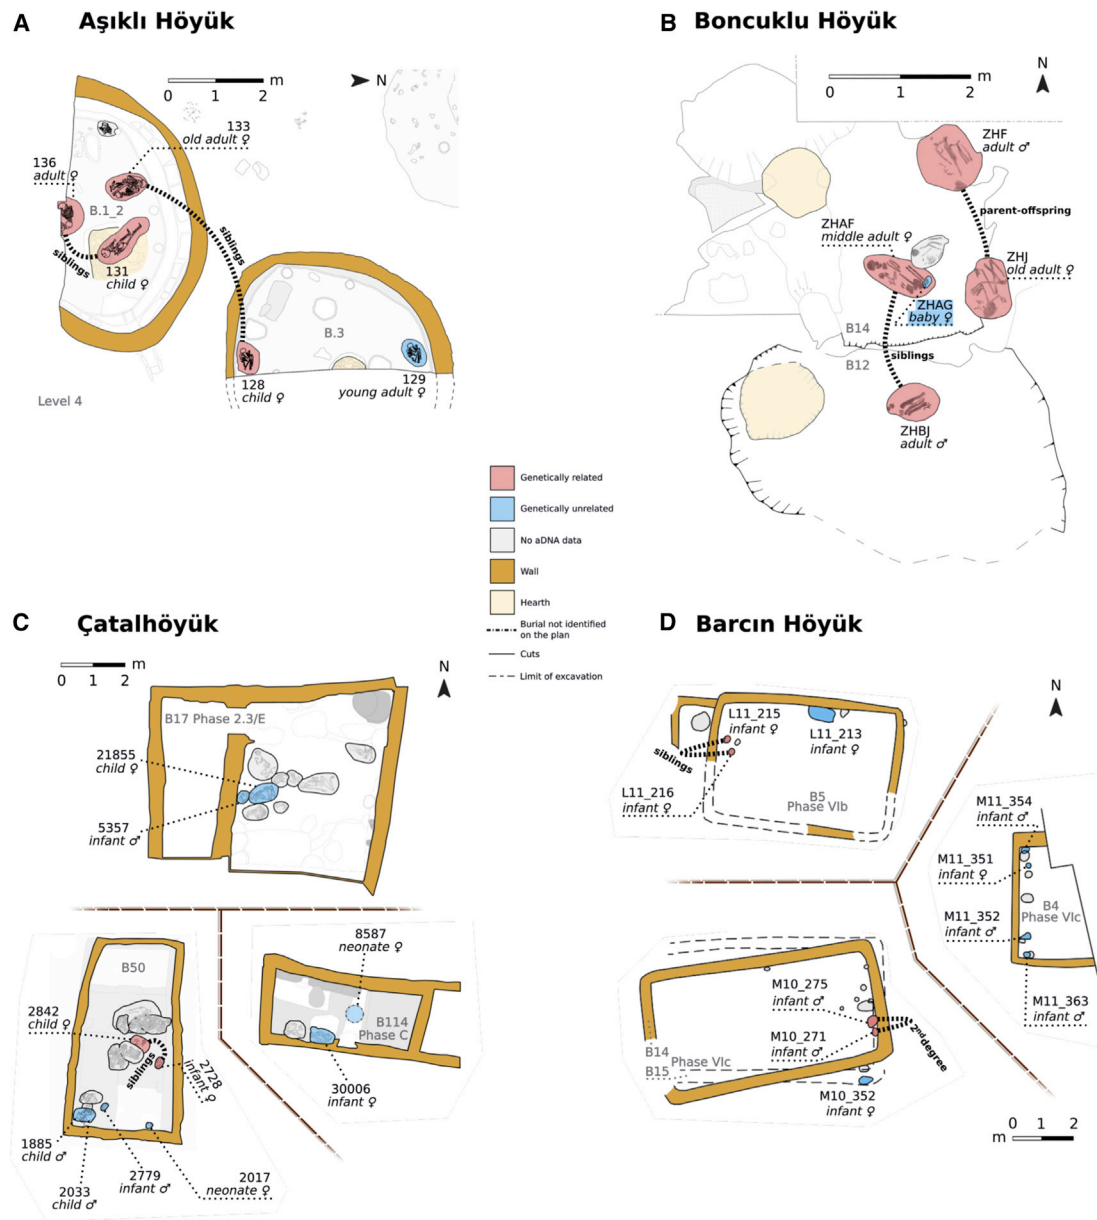 A Aşıklı Höyük
0 1 2 m
N
133
old adult ♀
136
adult ♀
B.1_2
siblings
131
child ♀
siblings
B.3
128
child ♀
129
young adult ♀
Level 4
B Boncuklu Höyük
0 1 2 m
N
ZHF
adult ♂
parent-offspring
ZHAF
middle adult ♀
ZHJ
old adult ♀
ZHAG
baby ♀
B14
siblings
B12
ZHBJ
adult ♂
Genetically related
Genetically unrelated
No aDNA data
Wall
Hearth
Burial not identified
on the plan
Cuts
Limit of excavation
C Çatalhöyük
0 1 2 m
N
B17 Phase 2.3/E
21855
child ♀
5357
infant ♂
B50
2842
child ♀
siblings
2728
infant ♀
1885
child ♂
2033
child ♂
2779
infant ♂
2017
neonate ♀
8587
neonate ♀
B114
Phase C
30006
infant ♀
D Barcın Höyük
N
L11_215
infant ♀
L11_213
infant ♀
siblings
L11_216
infant ♀
B5
Phase VIb
M11_354
infant ♂
M11_351
infant ♀
B4
Phase VIc
M11_352
infant ♂
M11_363
infant ♂
M10_275
infant ♂
M10_271
infant ♂
2nd degree
B14
B15
Phase VIc
M10_352
infant ♀
m 0 1 2